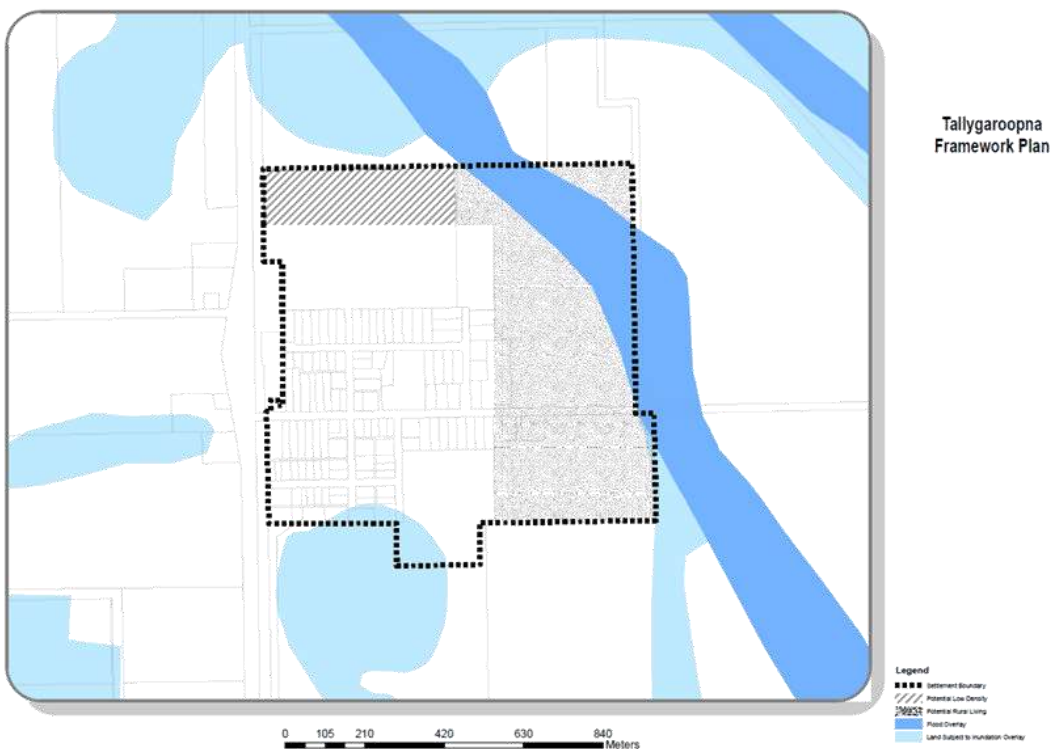 Tallygaroopna
Framework Plan
Legend
Settlement Boundary
Potential Low Density
Potential Rural Living
Flood Overlay
Land Subject to Inundation Overlay
0 105 210 420 630 840
Meters